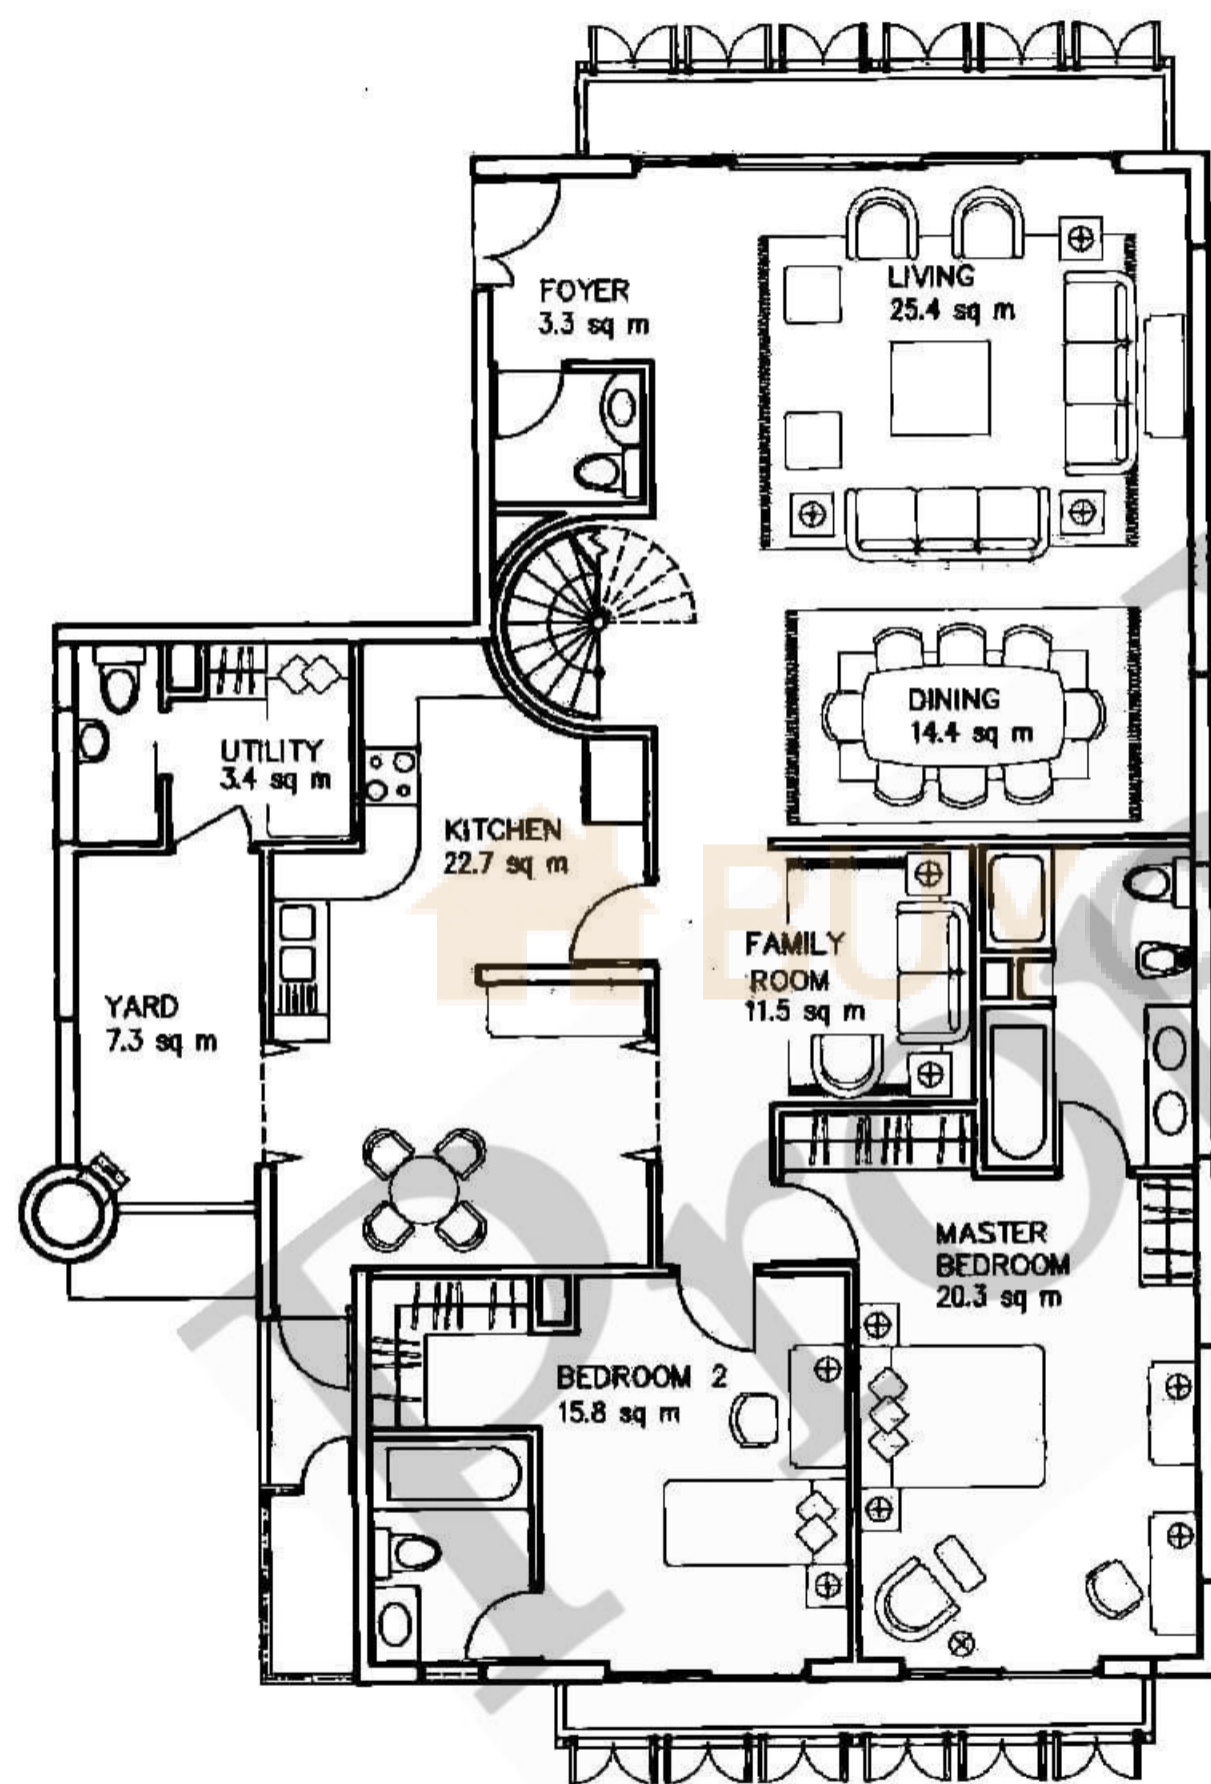 FOYER
3.3 sq m
LIVING
25.4 sq m
DINING
14.4 sq m
UTILITY
3.4 sq m
KITCHEN
22.7 sq m
FAMILY
ROOM
11.5 sq m
YARD
7.3 sq m
MASTER
BEDROOM
20.3 sq m
BEDROOM 2
15.8 sq m
BUY